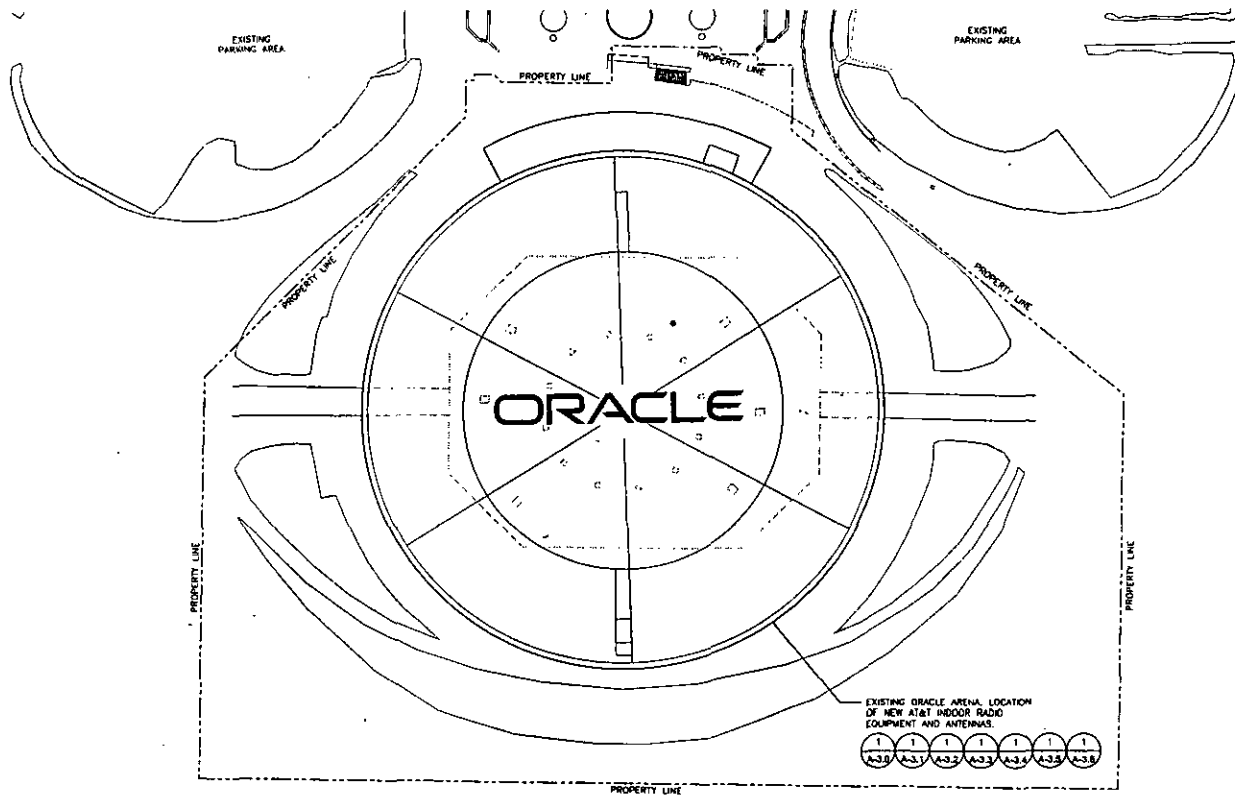 EXISTING
PARKING AREA
EXISTING
PARKING AREA
PROPERTY LINE
PROPERTY LINE
PROPERTY LINE
PROPERTY LINE
ORACLE
PROPERTY LINE
PROPERTY LINE
EXISTING ORACLE ARENA. LOCATION
OF NEW AT&T INDOOR RADIO
EQUIPMENT AND ANTENNAS.
1 1 1 1 1 1 1
A-3.0 A-3.1 A-3.2 A-3.3 A-3.4 A-3.5 A-3.6
PROPERTY LINE